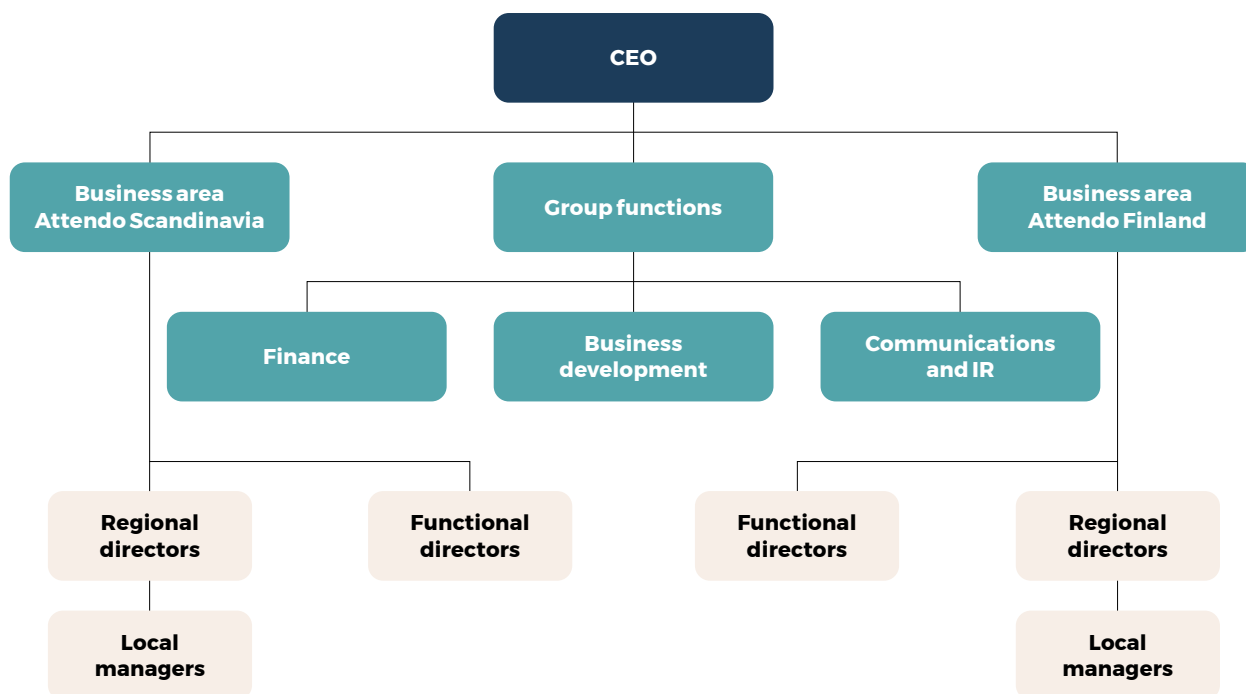 CEO
Business area
Attendo Scandinavia
Group functions
Business area
Attendo Finland
Finance
Business
development
Communications
and IR
Regional
directors
Functional
directors
Functional
directors
Regional
directors
Local
managers
Local
managers